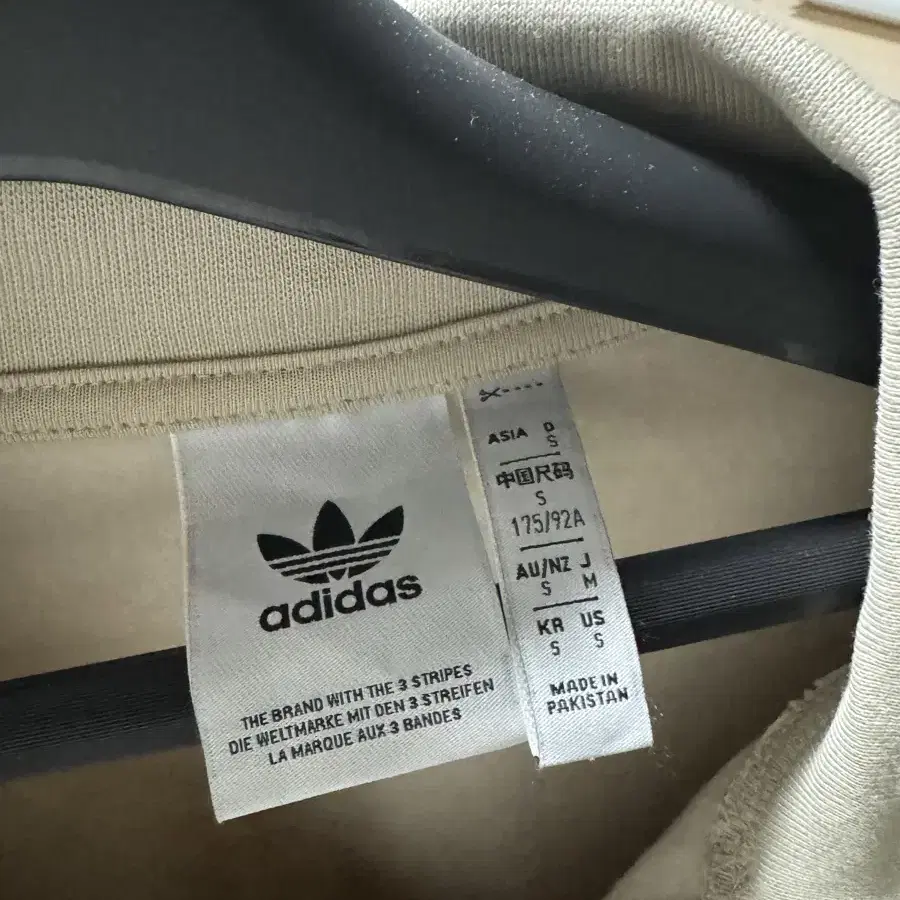 adidas
THE BRAND WITH THE 3 STRIPES
DIE WELTMARKE MIT DEN 3 STREIFEN
LA MARQUE AUX 3 BANDES
ASIA D
S
中国尺码
S
175/92A
AU/NZ J
S M
KR US
S S
MADE IN
PAKISTAN